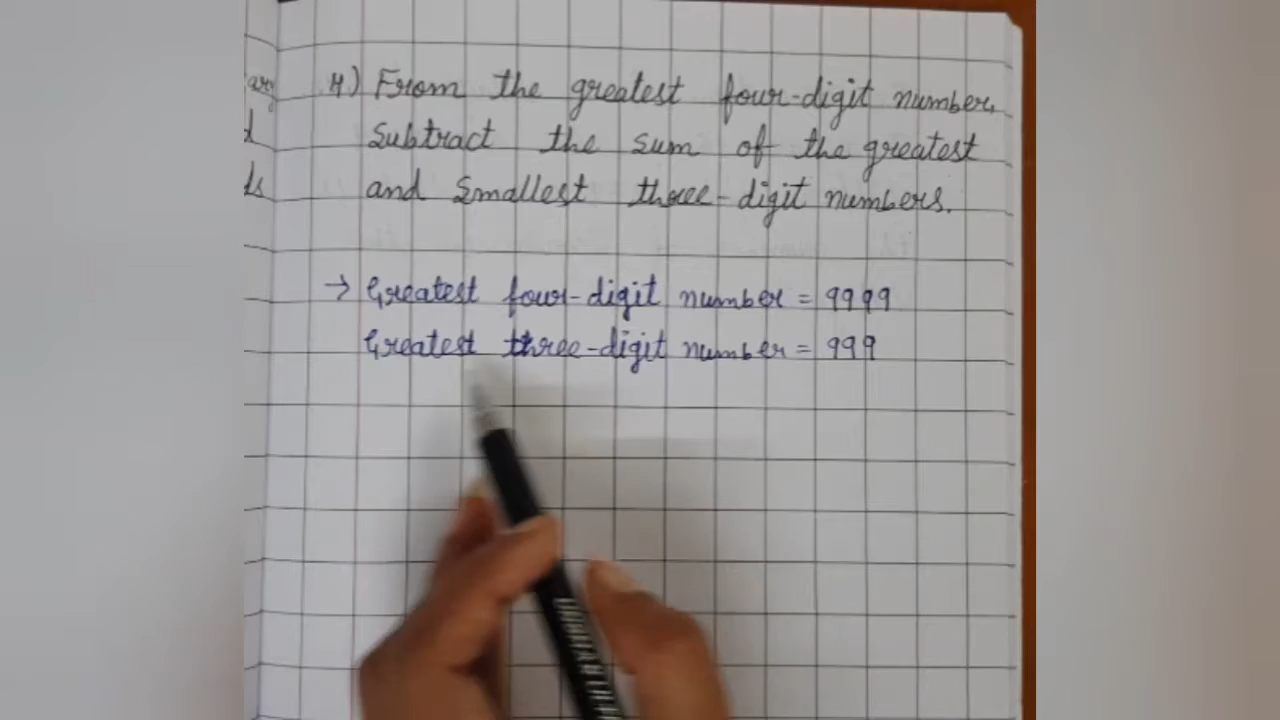 4) From the greatest four-digit number,
subtract the sum of the greatest
and smallest three-digit numbers.
→ Greatest four-digit number = 9999
Greatest three-digit number = 999